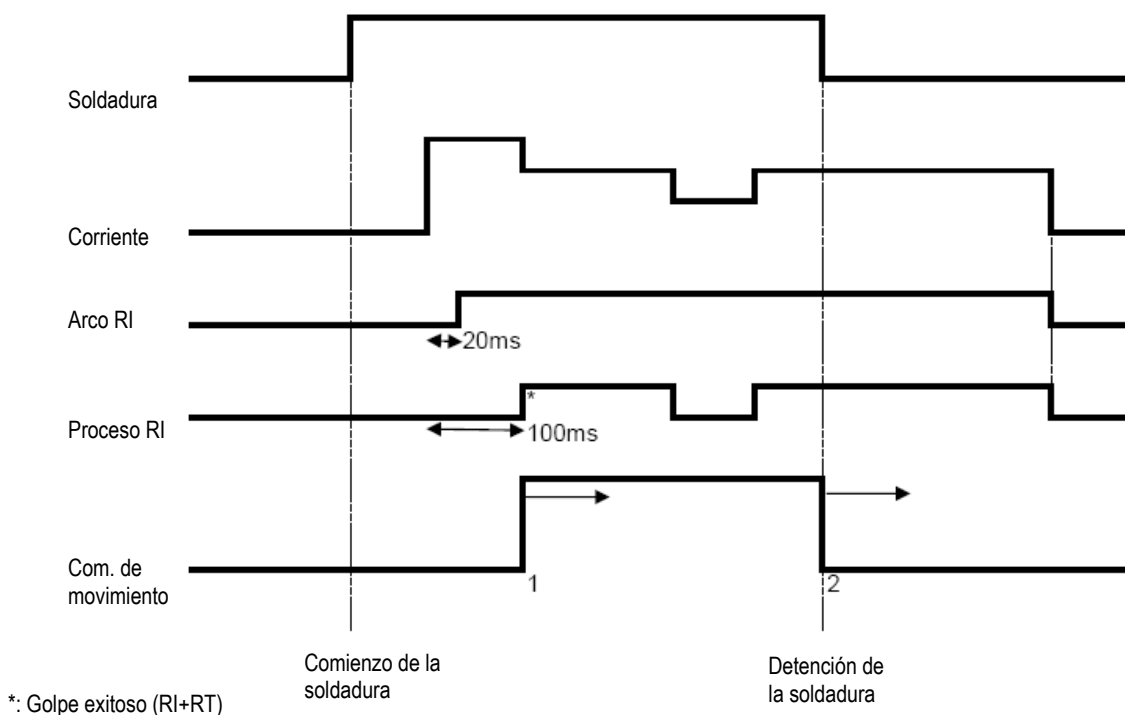 Soldadura
Corriente
Arco RI
20ms
*
Proceso RI
100ms
Com. de
movimiento
1
2
Comienzo de la
soldadura
Detención de
la soldadura
*: Golpe exitoso (RI+RT)